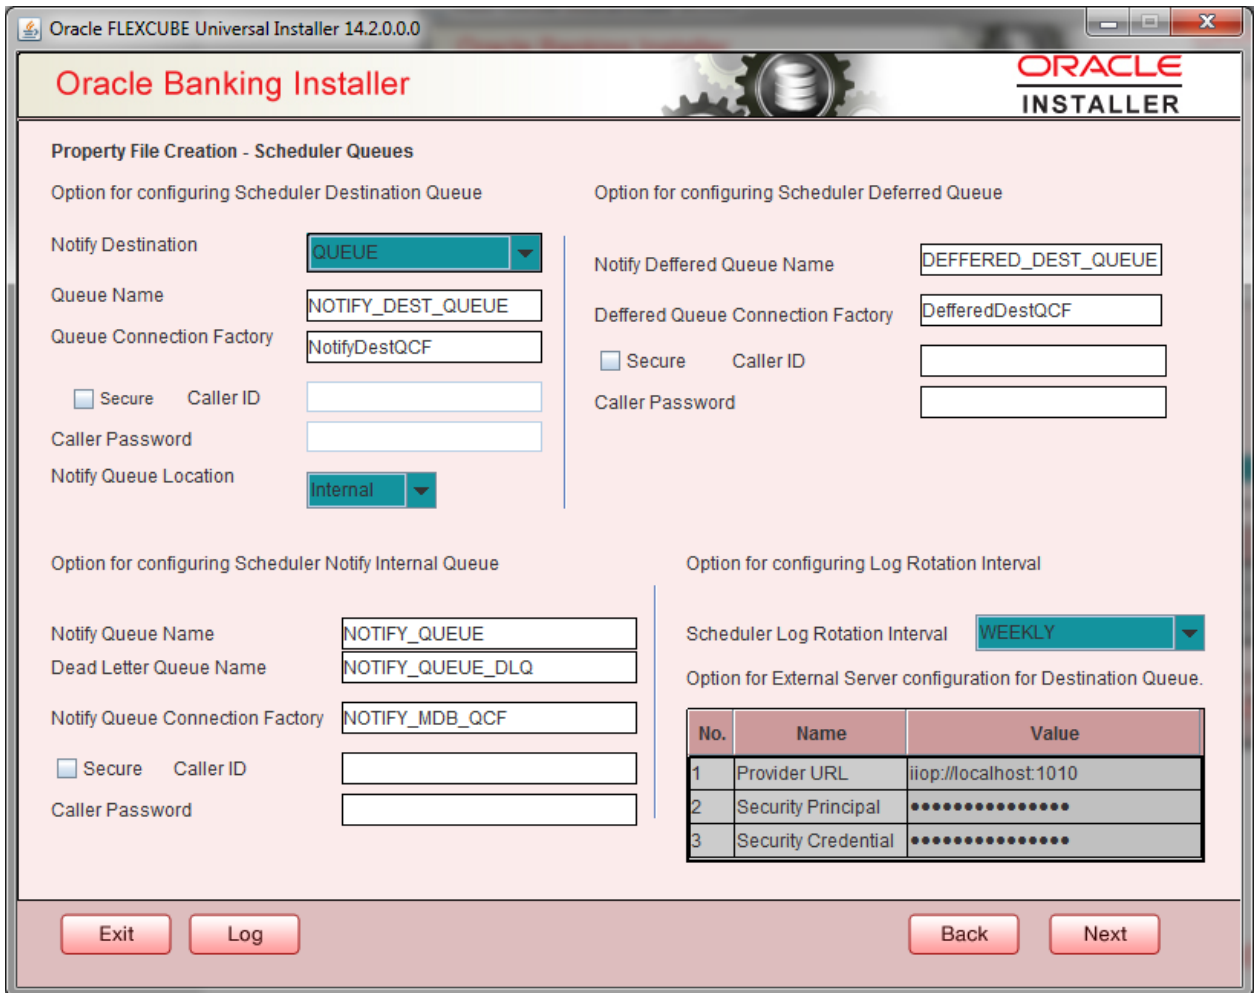 Oracle FLEXCUBE Universal Installer 14.2.0.0.0
Oracle Banking Installer
ORACLE
INSTALLER
Property File Creation - Scheduler Queues
Option for configuring Scheduler Destination Queue
Notify Destination QUEUE
Queue Name NOTIFY_DEST_QUEUE
Queue Connection Factory NotifyDestQCF
Secure Caller ID
Caller Password
Notify Queue Location Internal
Option for configuring Scheduler Deferred Queue
Notify Deffered Queue Name DEFFERED_DEST_QUEUE
Deffered Queue Connection Factory DefferedDestQCF
Secure Caller ID
Caller Password
Option for configuring Scheduler Notify Internal Queue
Notify Queue Name NOTIFY_QUEUE
Dead Letter Queue Name NOTIFY_QUEUE_DLQ
Notify Queue Connection Factory NOTIFY_MDB_QCF
Secure Caller ID
Caller Password
Option for configuring Log Rotation Interval
Scheduler Log Rotation Interval WEEKLY
Option for External Server configuration for Destination Queue.
No. Name Value
1 Provider URL iiop://localhost:1010
2 Security Principal •••••••••••••••
3 Security Credential •••••••••••••••
Exit Log Back Next